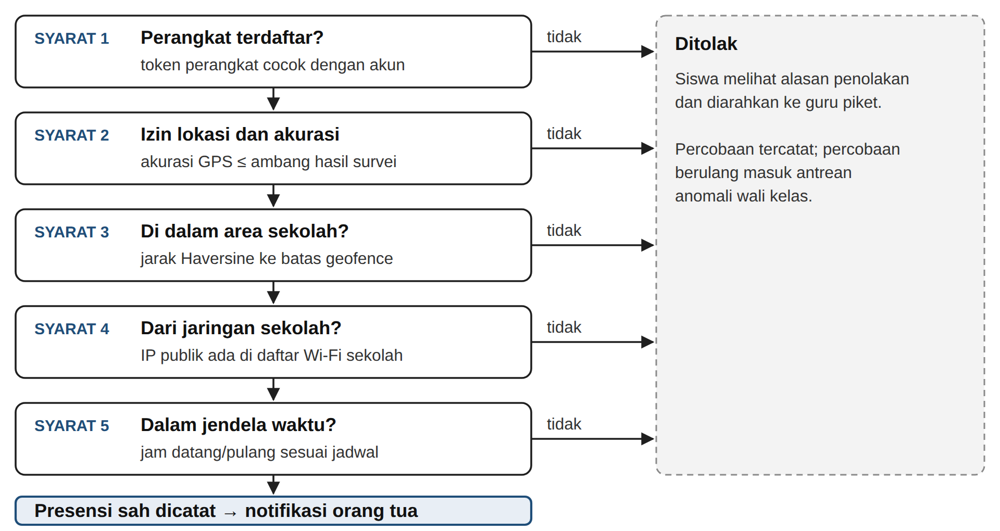 SYARAT 1 Perangkat terdaftar?
token perangkat cocok dengan akun
tidak
SYARAT 2 Izin lokasi dan akurasi
akurasi GPS ≤ ambang hasil survei
tidak
SYARAT 3 Di dalam area sekolah?
jarak Haversine ke batas geofence
tidak
SYARAT 4 Dari jaringan sekolah?
IP publik ada di daftar Wi-Fi sekolah
tidak
SYARAT 5 Dalam jendela waktu?
jam datang/pulang sesuai jadwal
tidak
Presensi sah dicatat → notifikasi orang tua
Ditolak
Siswa melihat alasan penolakan
dan diarahkan ke guru piket.
Percobaan tercatat; percobaan
berulang masuk antrean
anomali wali kelas.